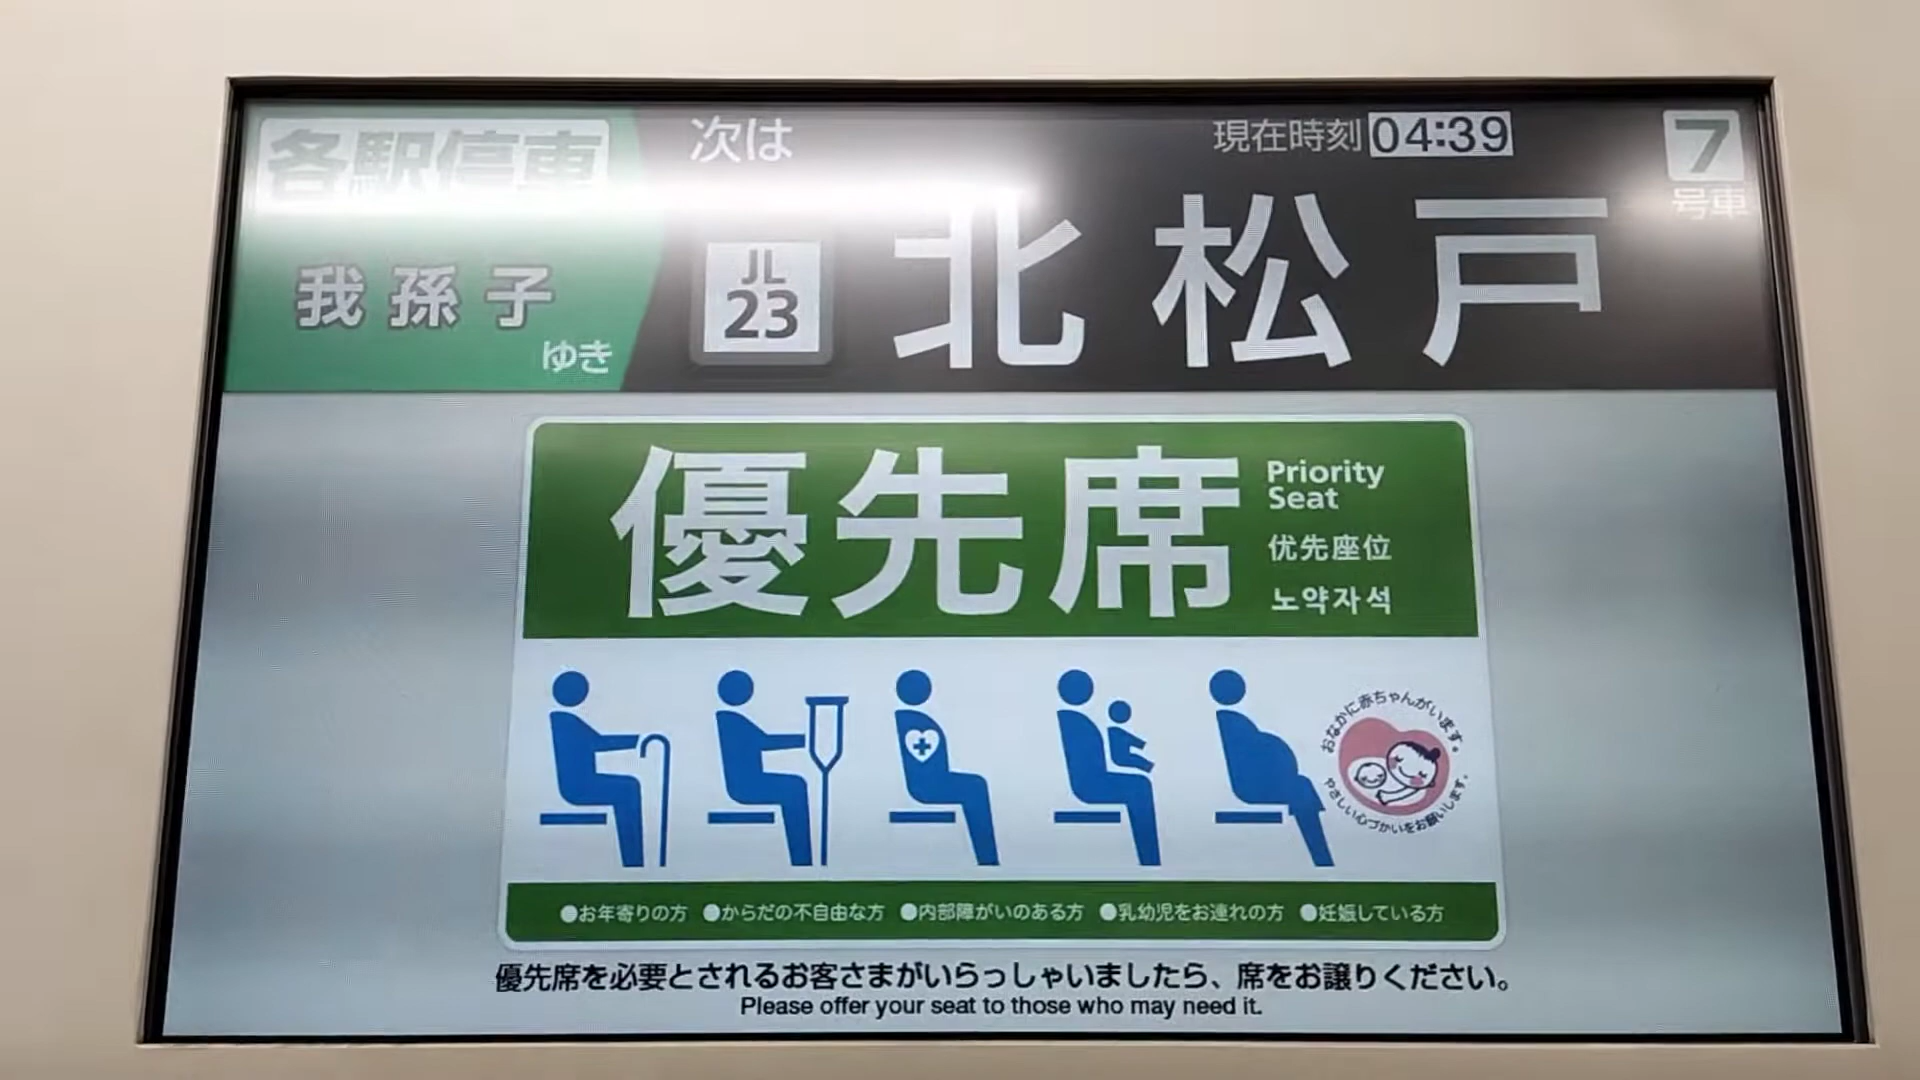 各駅停車
我孫子
ゆき
次は
現在時刻 04:39
7
号車
JL
23
北松戸
優先席
Priority
Seat
优先座位
노약자석
おなかに赤ちゃんがいます。
やさしい心づかいをお願いします。
●お年寄りの方 ●からだの不自由な方 ●内部障がいのある方 ●乳幼児をお連れの方 ●妊娠している方
優先席を必要とされるお客さまがいらっしゃいましたら、席をお譲りください。
Please offer your seat to those who may need it.